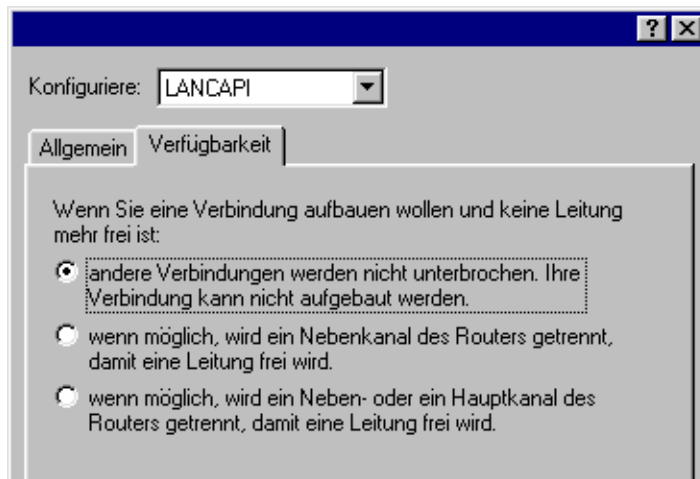 Konfiguriere: LANCAPI
Allgemein Verfügbarkeit
Wenn Sie eine Verbindung aufbauen wollen und keine Leitung
mehr frei ist:
andere Verbindungen werden nicht unterbrochen. Ihre
Verbindung kann nicht aufgebaut werden.
wenn möglich, wird ein Nebenkanal des Routers getrennt,
damit eine Leitung frei wird.
wenn möglich, wird ein Neben- oder ein Hauptkanal des
Routers getrennt, damit eine Leitung frei wird.